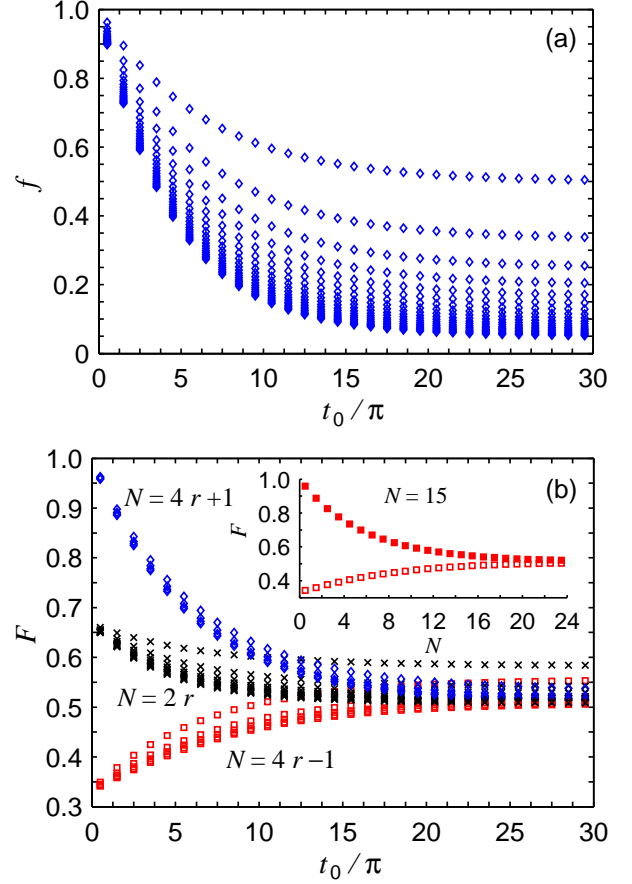 (a)
1.0
0.8
0.6
0.4
0.2
0
f
0 5 10 15 20 25 30
t₀ / π
(b)
1.0
0.9
0.8
0.7
0.6
0.5
0.4
0.3
F
N = 4 r + 1
N = 2 r
N = 4 r − 1
0 5 10 15 20 25 30
t₀ / π
N = 15
1.0
0.8
0.6
0.4
F
0 4 8 12 16 20 24
N